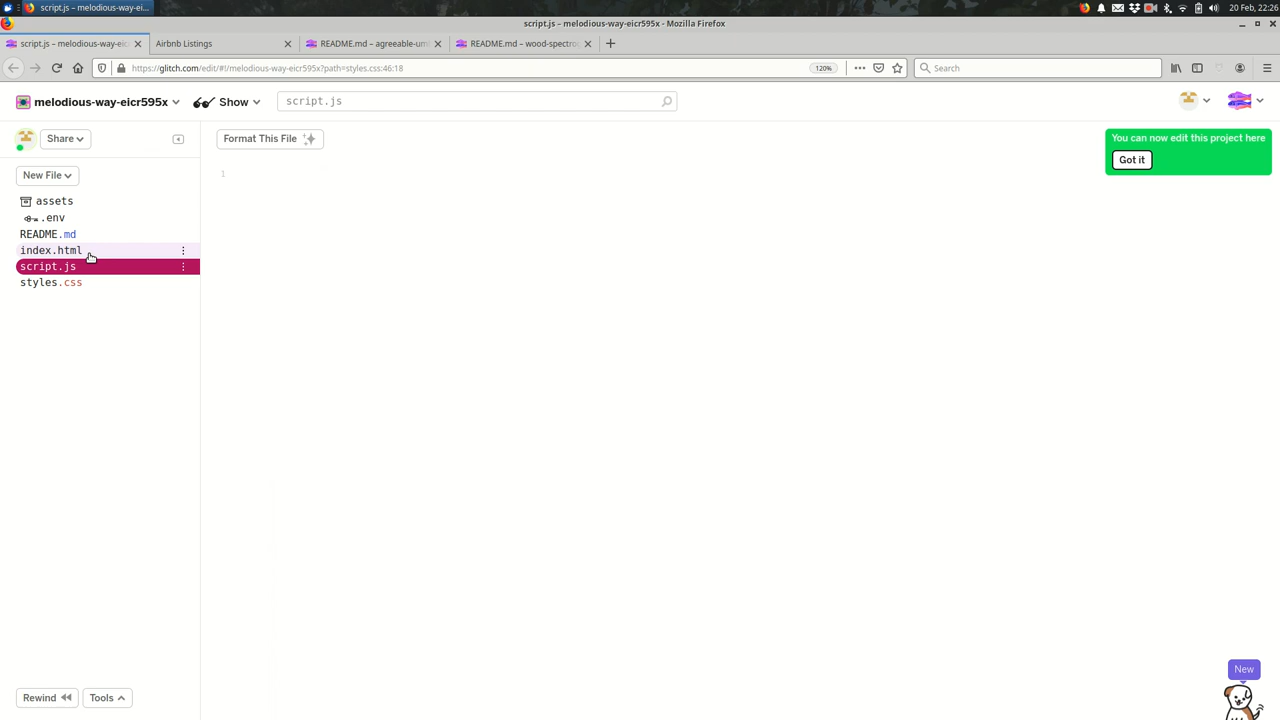 script.js – melodious-way-ei...
20 Feb, 22:26
script.js - melodious-way-eicr595x - Mozilla Firefox
script.js – melodious-way-eic
Airbnb Listings
README.md – agreeable-um
README.md – wood-spectro
https://glitch.com/edit/#!/melodious-way-eicr595x?path=styles.css:46:18
120%
Search
melodious-way-eicr595x
Show
script.js
Share
Format This File
You can now edit this project here
Got it
New File
1
assets
.env
README.md
index.html
script.js
styles.css
New
Rewind
Tools